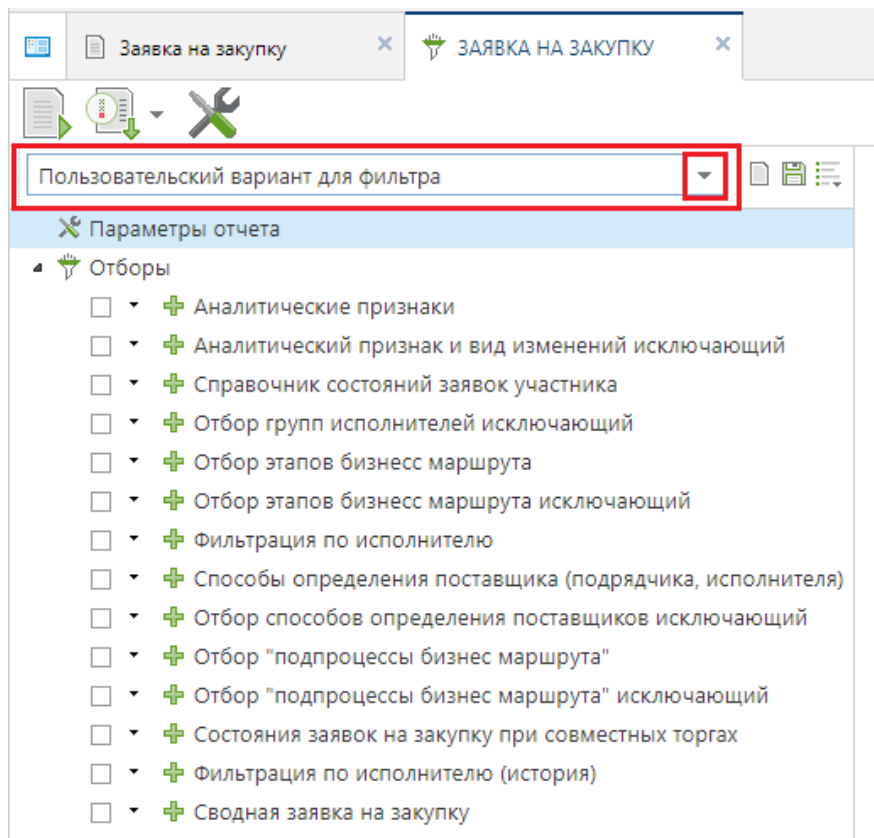 Заявка на закупку
ЗАЯВКА НА ЗАКУПКУ
Пользовательский вариант для фильтра
Параметры отчета
Отборы
Аналитические признаки
Аналитический признак и вид изменений исключающий
Справочник состояний заявок участника
Отбор групп исполнителей исключающий
Отбор этапов бизнесс маршрута
Отбор этапов бизнесс маршрута исключающий
Фильтрация по исполнителю
Способы определения поставщика (подрядчика, исполнителя)
Отбор способов определения поставщиков исключающий
Отбор "подпроцессы бизнес маршрута"
Отбор "подпроцессы бизнес маршрута" исключающий
Состояния заявок на закупку при совместных торгах
Фильтрация по исполнителю (история)
Сводная заявка на закупку